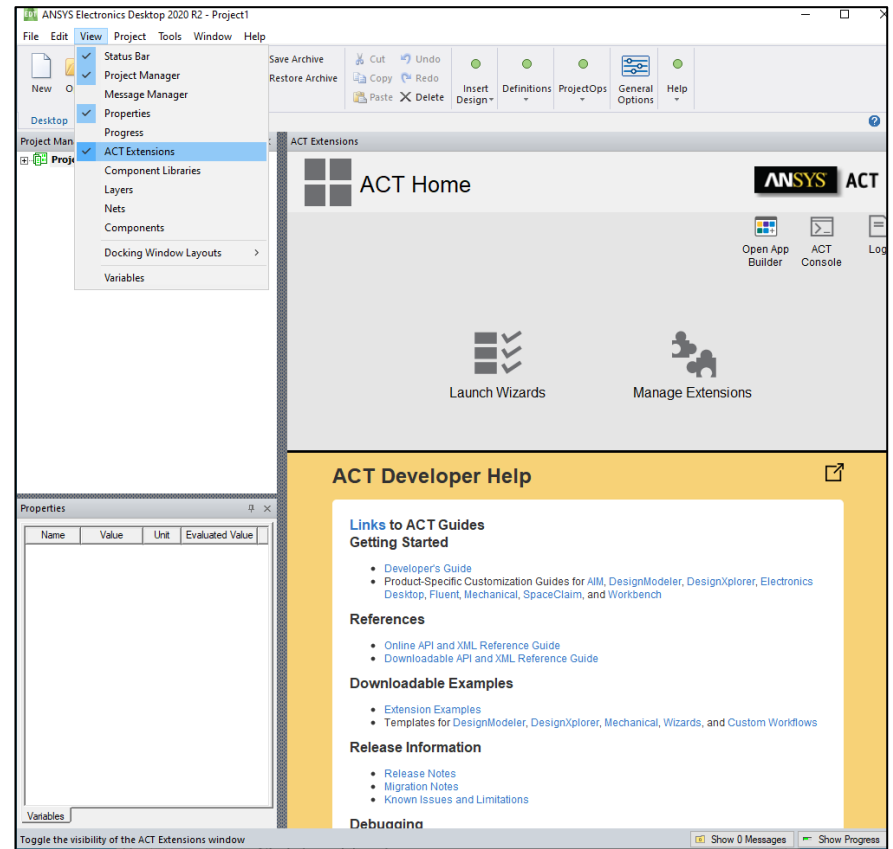 ANSYS Electronics Desktop 2020 R2 - Project1
File Edit View Project Tools Window Help
Status Bar
Project Manager
Message Manager
Properties
Progress
ACT Extensions
Component Libraries
Layers
Nets
Components
Docking Window Layouts
Variables
New
Save Archive
Restore Archive
Cut Undo
Copy Redo
Paste Delete
Insert Design
Definitions
ProjectOps
General Options
Help
Desktop
Project Man
Proje
ACT Extensions
ACT Home
ANSYS ACT
Open App Builder
ACT Console
Log
Launch Wizards
Manage Extensions
ACT Developer Help
Links to ACT Guides
Getting Started
Developer's Guide
Product-Specific Customization Guides for AIM, DesignModeler, DesignXplorer, Electronics
Desktop, Fluent, Mechanical, SpaceClaim, and Workbench
References
Online API and XML Reference Guide
Downloadable API and XML Reference Guide
Downloadable Examples
Extension Examples
Templates for DesignModeler, DesignXplorer, Mechanical, Wizards, and Custom Workflows
Release Information
Release Notes
Migration Notes
Known Issues and Limitations
Debugging
Properties
Name Value Unit Evaluated Value
Variables
Toggle the visibility of the ACT Extensions window
Show 0 Messages
Show Progress